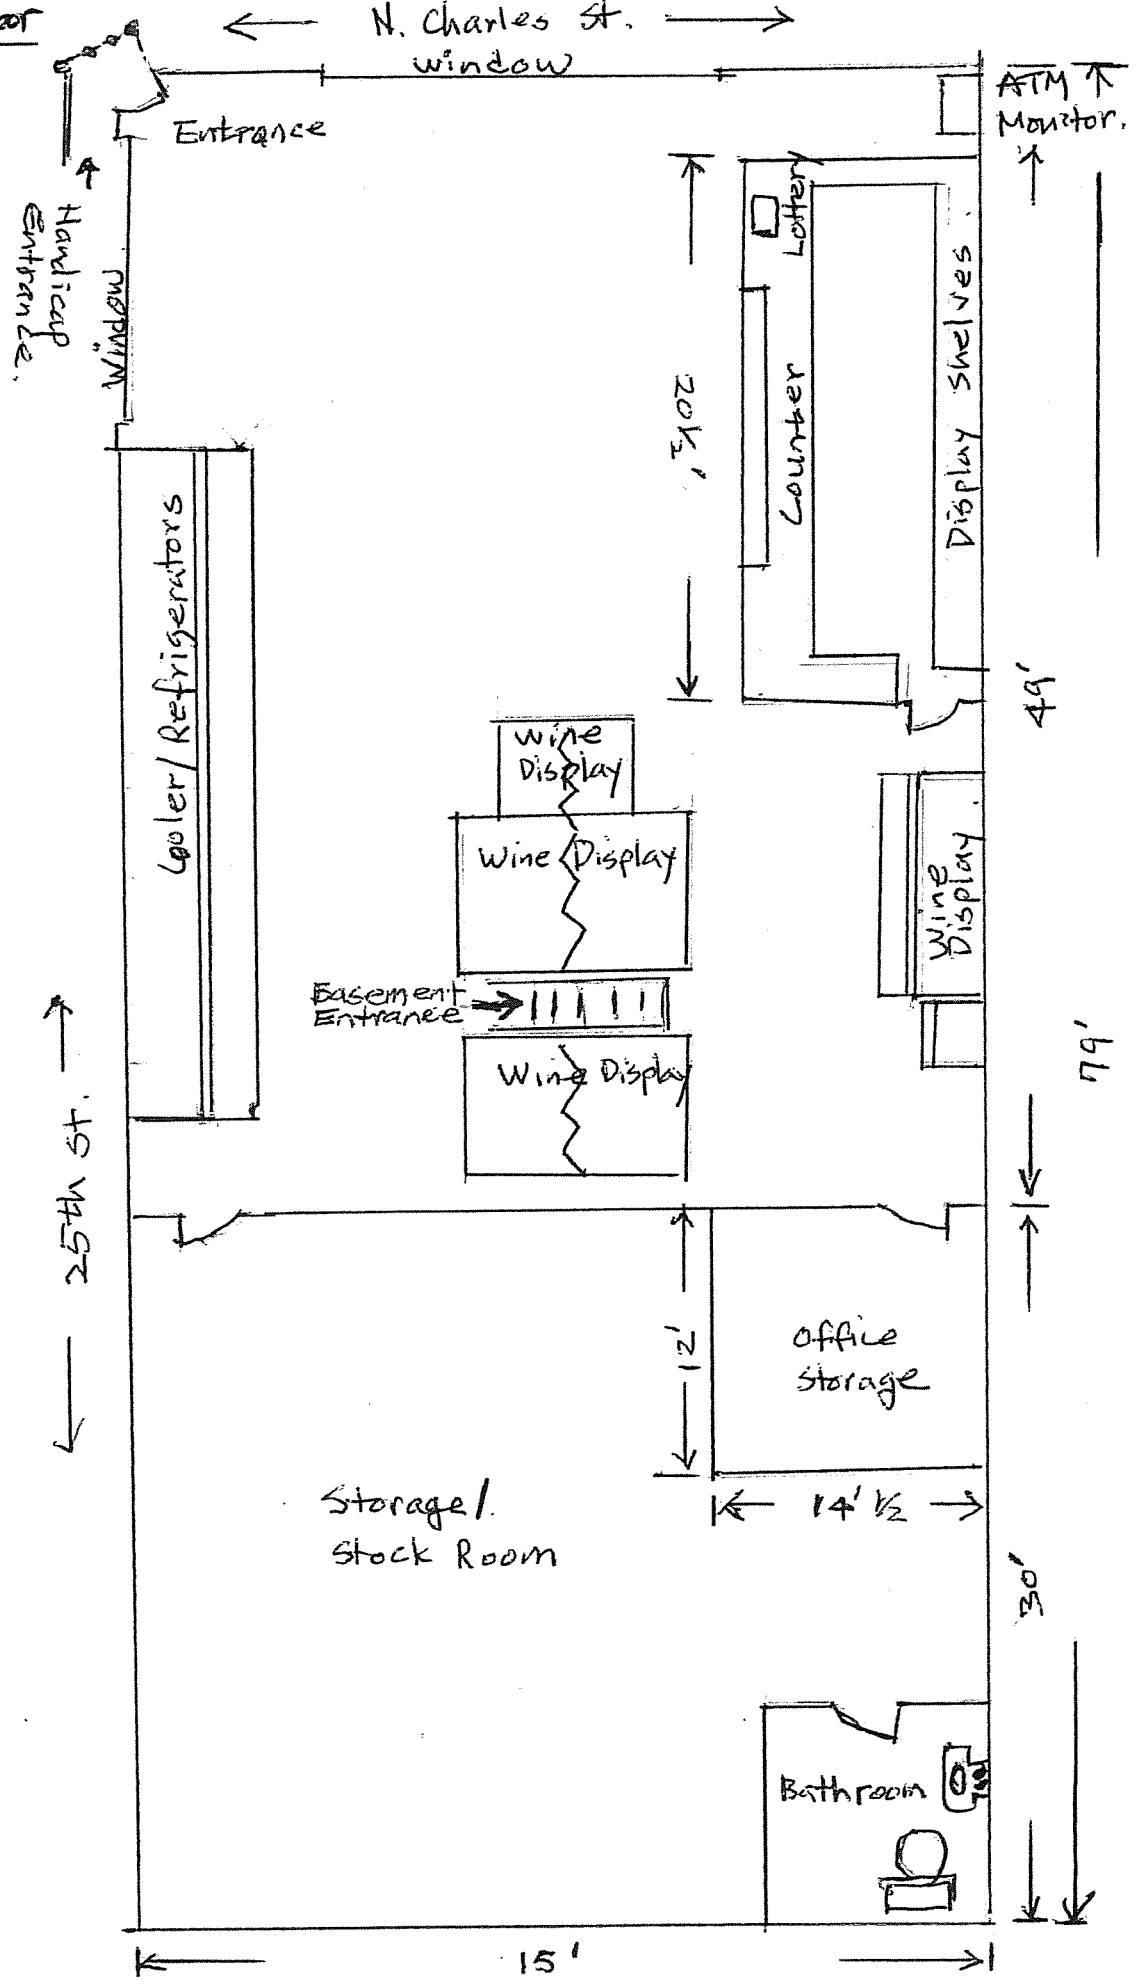 N. Charles St.
Window
ATM
Monitor.
Entrance
Handicap
Entrance.
Window
Lottery
Counter
Display Shelves.
20½'
Cooler/Refrigerators
49'
Wine
Display
Wine Display
Wine
Display
Basement
Entrance
Wine Display
79'
25th St.
12'
Office
Storage
14' ½
Storage/.
Stock Room
30'
Bathroom
15'